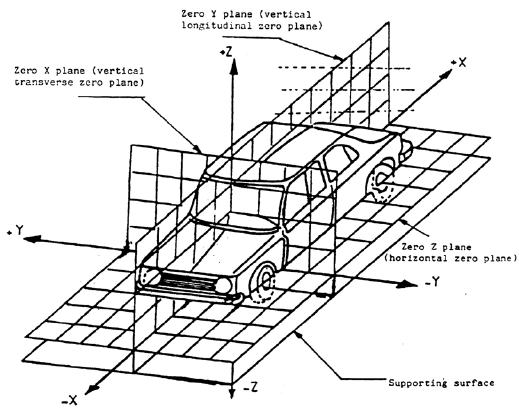 Zero Y plane (vertical
longitudinal zero plane)
+Z
+X
Zero X plane (vertical
transverse zero plane)
+Y
Zero Z plane
(horizontal zero plane)
-Y
-Z
Supporting surface
-X